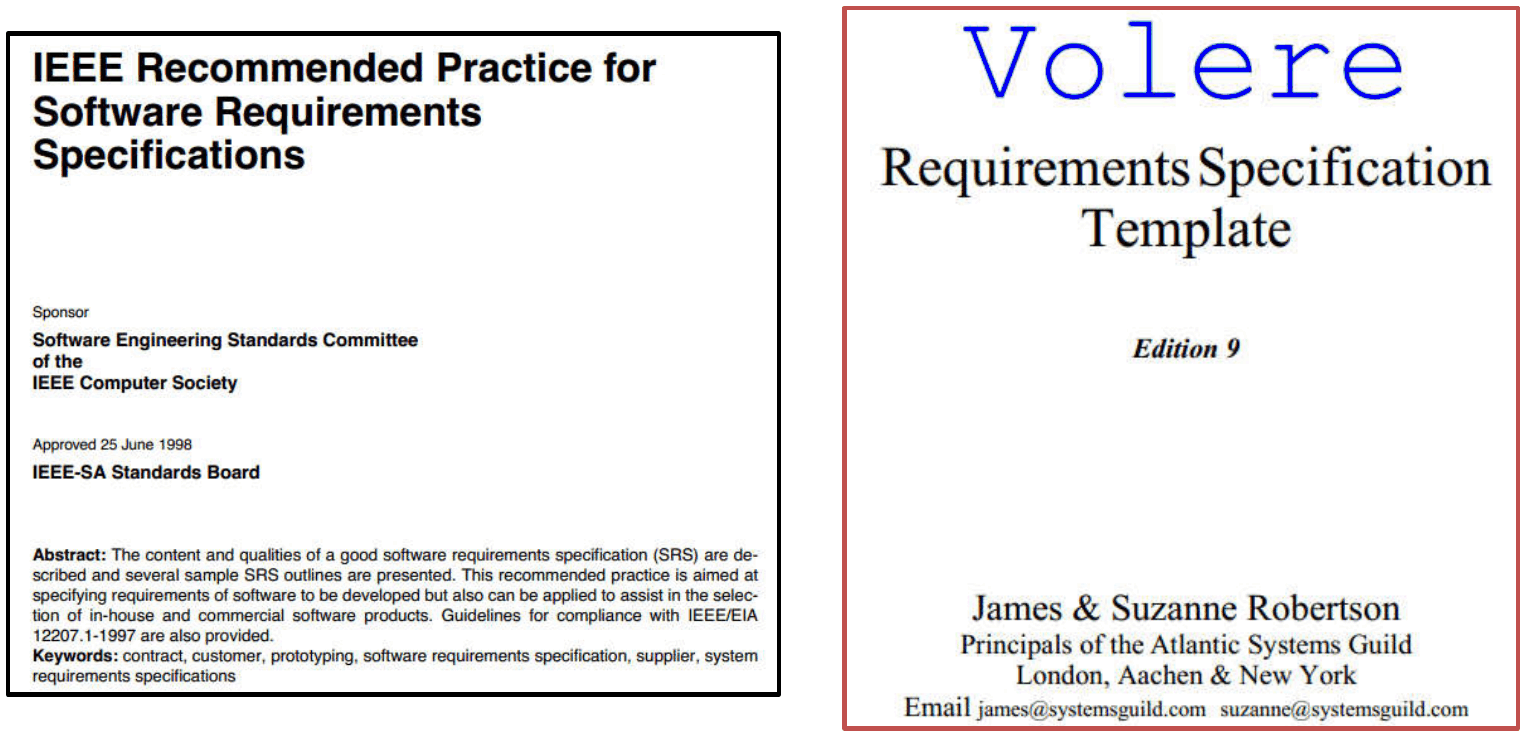 IEEE Recommended Practice for
Software Requirements
Specifications
Sponsor
Software Engineering Standards Committee
of the
IEEE Computer Society
Approved 25 June 1998
IEEE-SA Standards Board
Abstract: The content and qualities of a good software requirements specification (SRS) are de-
scribed and several sample SRS outlines are presented. This recommended practice is aimed at
specifying requirements of software to be developed but also can be applied to assist in the selec-
tion of in-house and commercial software products. Guidelines for compliance with IEEE/EIA
12207.1-1997 are also provided.
Keywords: contract, customer, prototyping, software requirements specification, supplier, system
requirements specifications
Volere
Requirements Specification
Template
Edition 9
James & Suzanne Robertson
Principals of the Atlantic Systems Guild
London, Aachen & New York
Email james@systemsguild.com suzanne@systemsguild.com